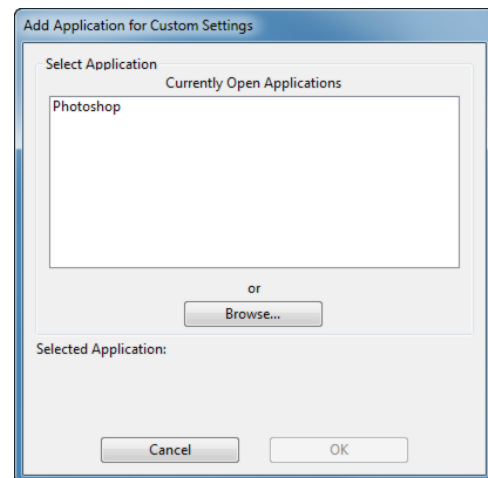 Add Application for Custom Settings
Select Application
Currently Open Applications
Photoshop
or
Browse...
Selected Application:
Cancel
OK